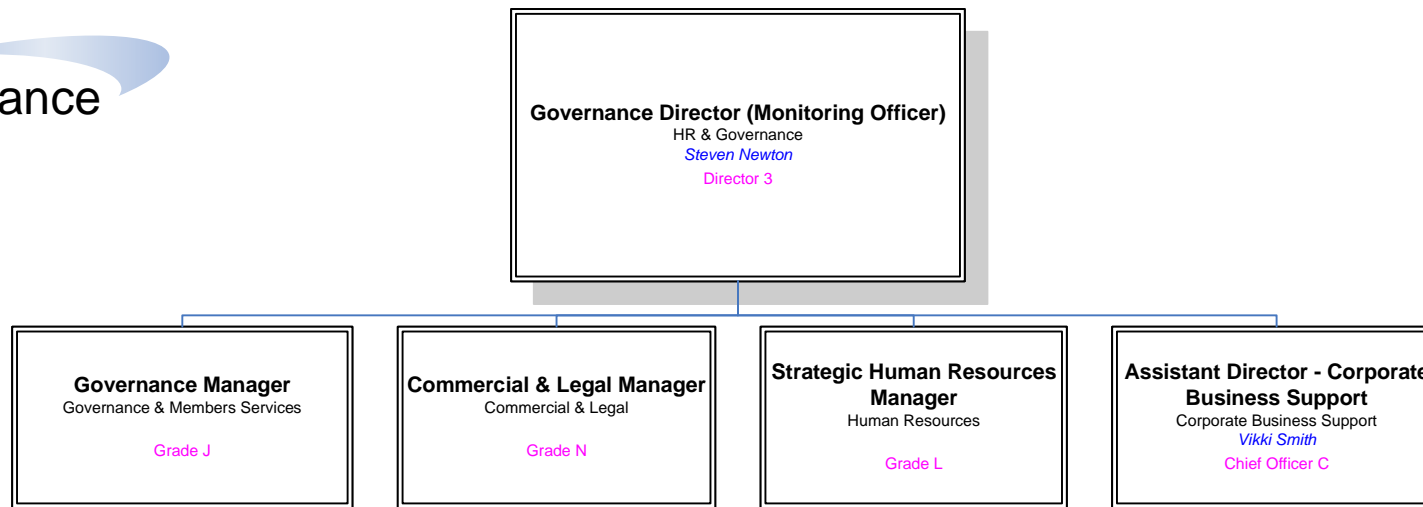 ance
Governance Director (Monitoring Officer)
HR & Governance
Steven Newton
Director 3
Governance Manager
Governance & Members Services
Grade J
Commercial & Legal Manager
Commercial & Legal
Grade N
Strategic Human Resources
Manager
Human Resources
Grade L
Assistant Director - Corporate
Business Support
Corporate Business Support
Vikki Smith
Chief Officer C